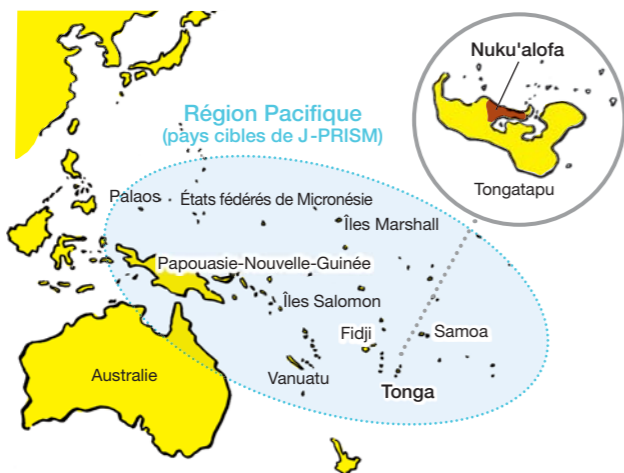 Nuku'alofa
Tongatapu
Région Pacifique
(pays cibles de J-PRISM)
Palaos
États fédérés de Micronésie
Îles Marshall
Papouasie-Nouvelle-Guinée
Îles Salomon
Fidji
Samoa
Australie
Vanuatu
Tonga